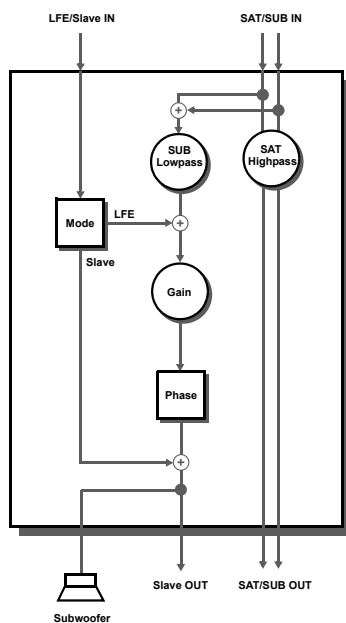 LFE/Slave IN
SAT/SUB IN
+
SUB
Lowpass
SAT
Highpass
Mode
LFE
+
Slave
Gain
Phase
+
Slave OUT
SAT/SUB OUT
Subwoofer